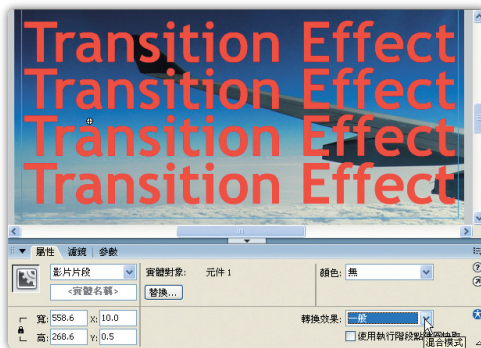 Transition Effect
Transition Effect
Transition Effect
Transition Effect
屬性 濾鏡 參數
影片片段 實體對象: 元件 1 顏色: 無
<實體名稱> 替換...
寬: 558.6 X: 10.0 轉換效果: 一般
高: 268.6 Y: 0.5 使用執行階段點陣圖快取
混合模式